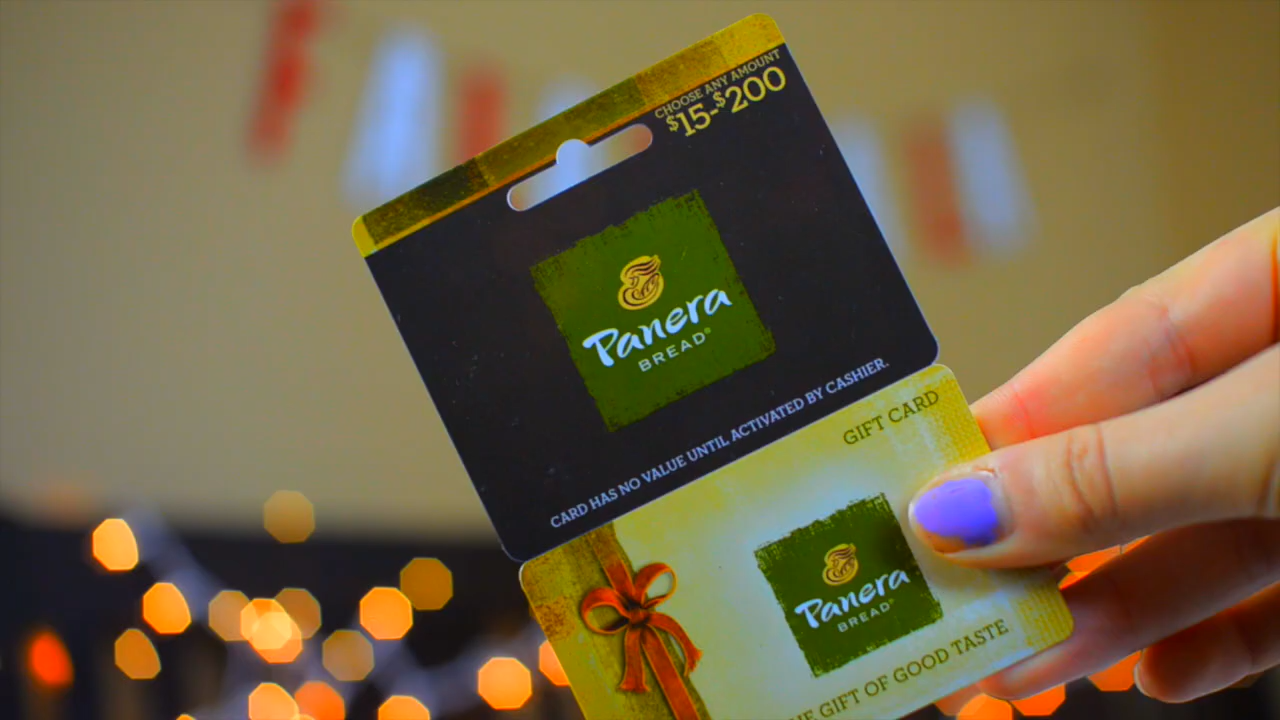 CHOOSE ANY AMOUNT
$15-$200
Panera
BREAD®
CARD HAS NO VALUE UNTIL ACTIVATED BY CASHIER.
GIFT CARD
Panera
BREAD®
GIFT OF GOOD TASTE